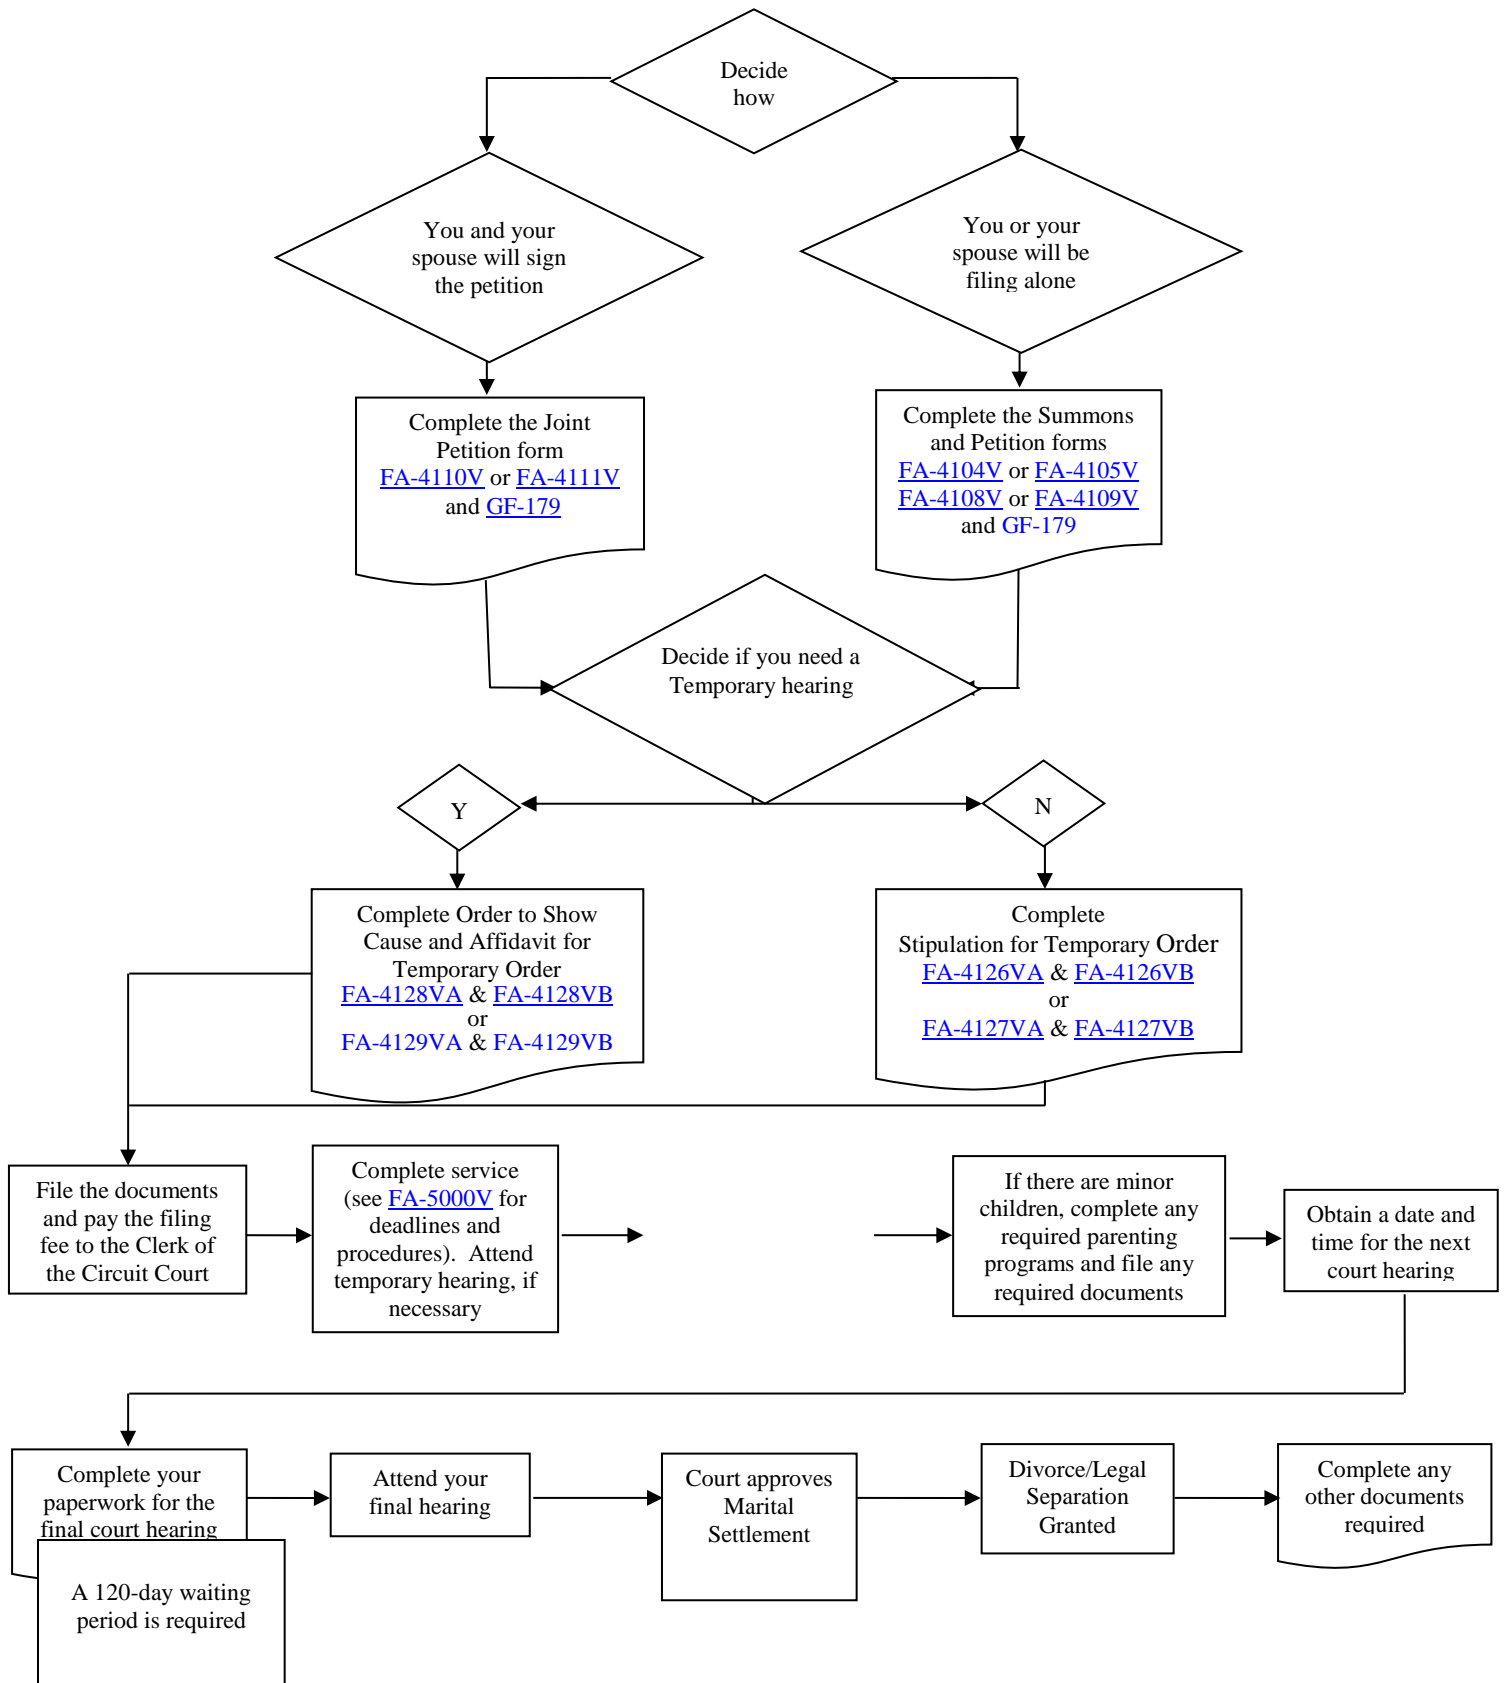 Decide
how
You and your
spouse will sign
the petition
You or your
spouse will be
filing alone
Complete the Joint
Petition form
FA-4110V or FA-4111V
and GF-179
Complete the Summons
and Petition forms
FA-4104V or FA-4105V
FA-4108V or FA-4109V
and GF-179
Decide if you need a
Temporary hearing
Y
N
Complete Order to Show
Cause and Affidavit for
Temporary Order
FA-4128VA & FA-4128VB
or
FA-4129VA & FA-4129VB
Complete
Stipulation for Temporary Order
FA-4126VA & FA-4126VB
or
FA-4127VA & FA-4127VB
File the documents
and pay the filing
fee to the Clerk of
the Circuit Court
Complete service
(see FA-5000V for
deadlines and
procedures). Attend
temporary hearing, if
necessary
If there are minor
children, complete any
required parenting
programs and file any
required documents
Obtain a date and
time for the next
court hearing
Complete your
paperwork for the
final court hearing
A 120-day waiting
period is required
Attend your
final hearing
Court approves
Marital
Settlement
Divorce/Legal
Separation
Granted
Complete any
other documents
required